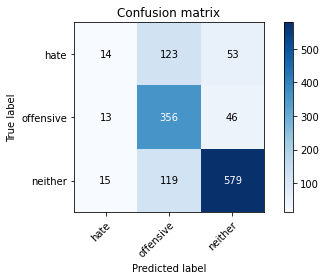 Confusion matrix
hate 14 123 53
offensive 13 356 46
neither 15 119 579
hate offensive neither
True label
Predicted label
500
400
300
200
100